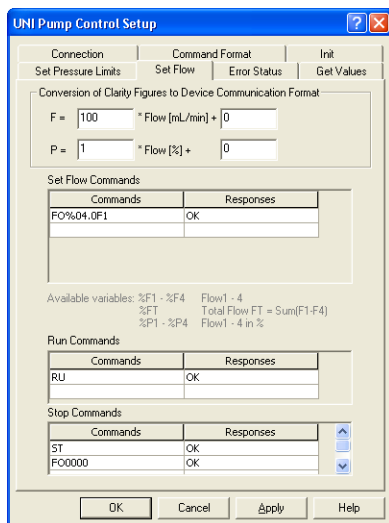 UNI Pump Control Setup
Connection Command Format Init
Set Pressure Limits Set Flow Error Status Get Values
Conversion of Clarity Figures to Device Communication Format
F = 100 * Flow [mL/min] + 0
P = 1 * Flow [%] + 0
Set Flow Commands
Commands Responses
FO%04.0F1 OK
Available variables: %F1 - %F4 Flow1 - 4
%FT Total Flow FT = Sum(F1-F4)
%P1 - %P4 Flow1 - 4 in %
Run Commands
Commands Responses
RU OK
Stop Commands
Commands Responses
ST OK
FO0000 OK
OK Cancel Apply Help